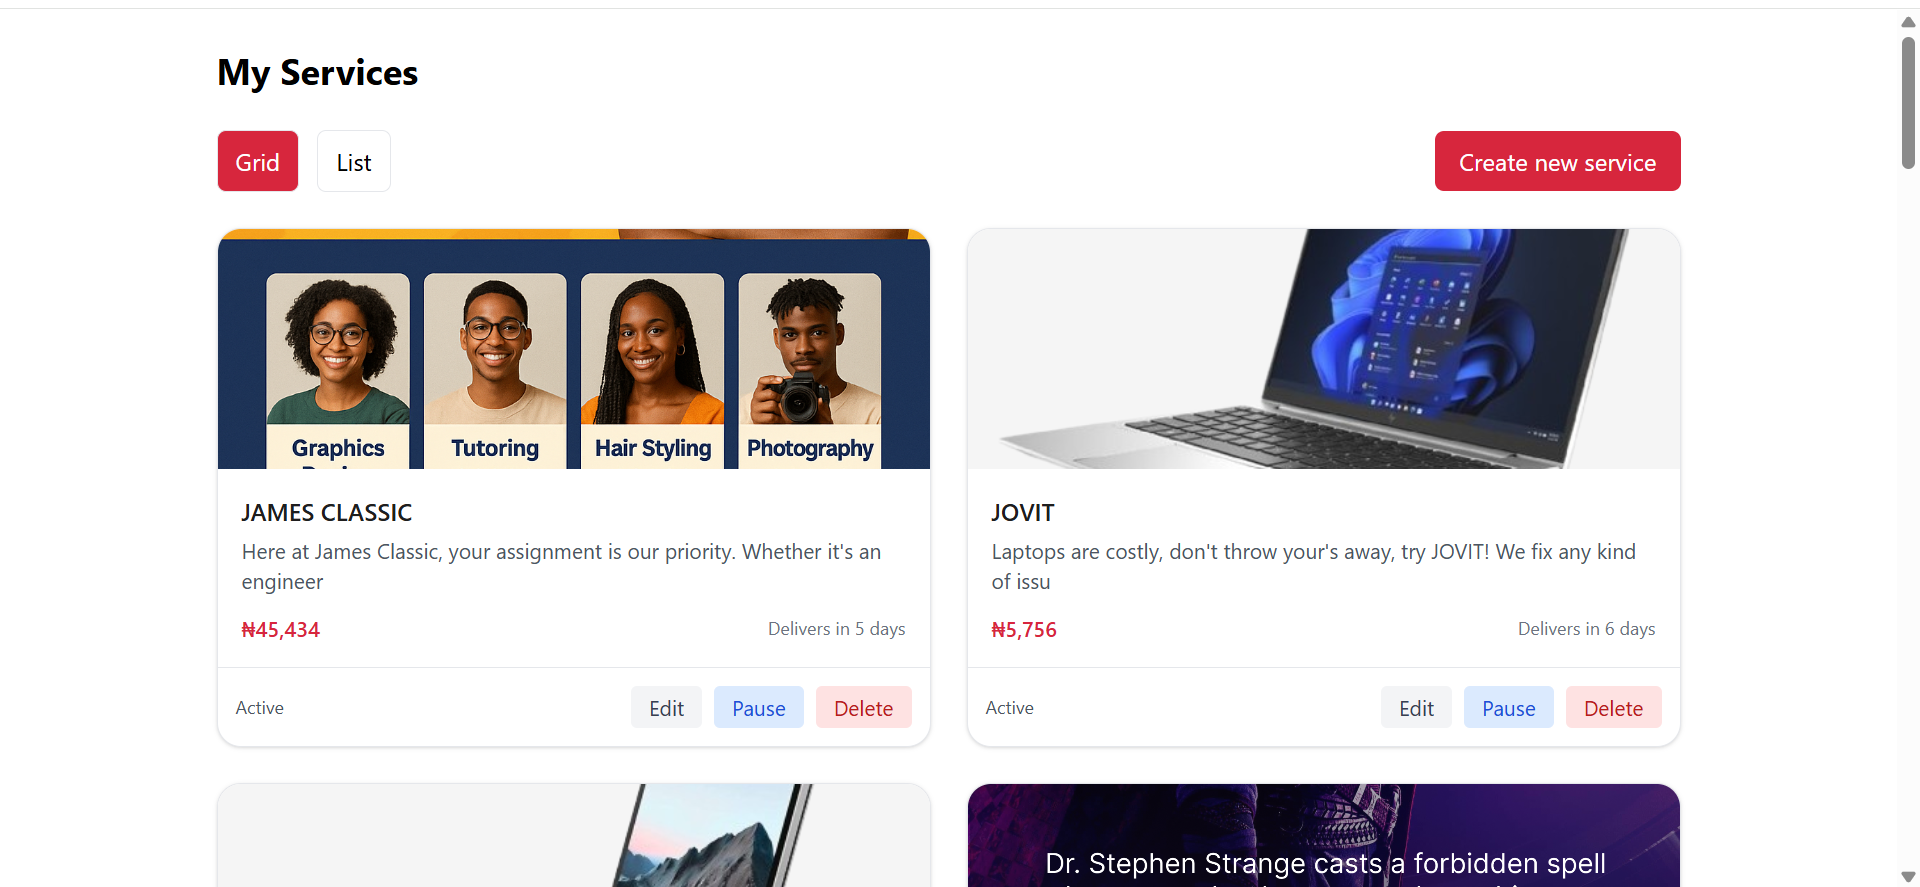 My Services
Grid
List
Create new service
Graphics
Tutoring
Hair Styling
Photography
JAMES CLASSIC
Here at James Classic, your assignment is our priority. Whether it's an
engineer
₦45,434
Delivers in 5 days
Active
Edit
Pause
Delete
JOVIT
Laptops are costly, don't throw your's away, try JOVIT! We fix any kind
of issu
₦5,756
Delivers in 6 days
Active
Edit
Pause
Delete
Dr. Stephen Strange casts a forbidden spell